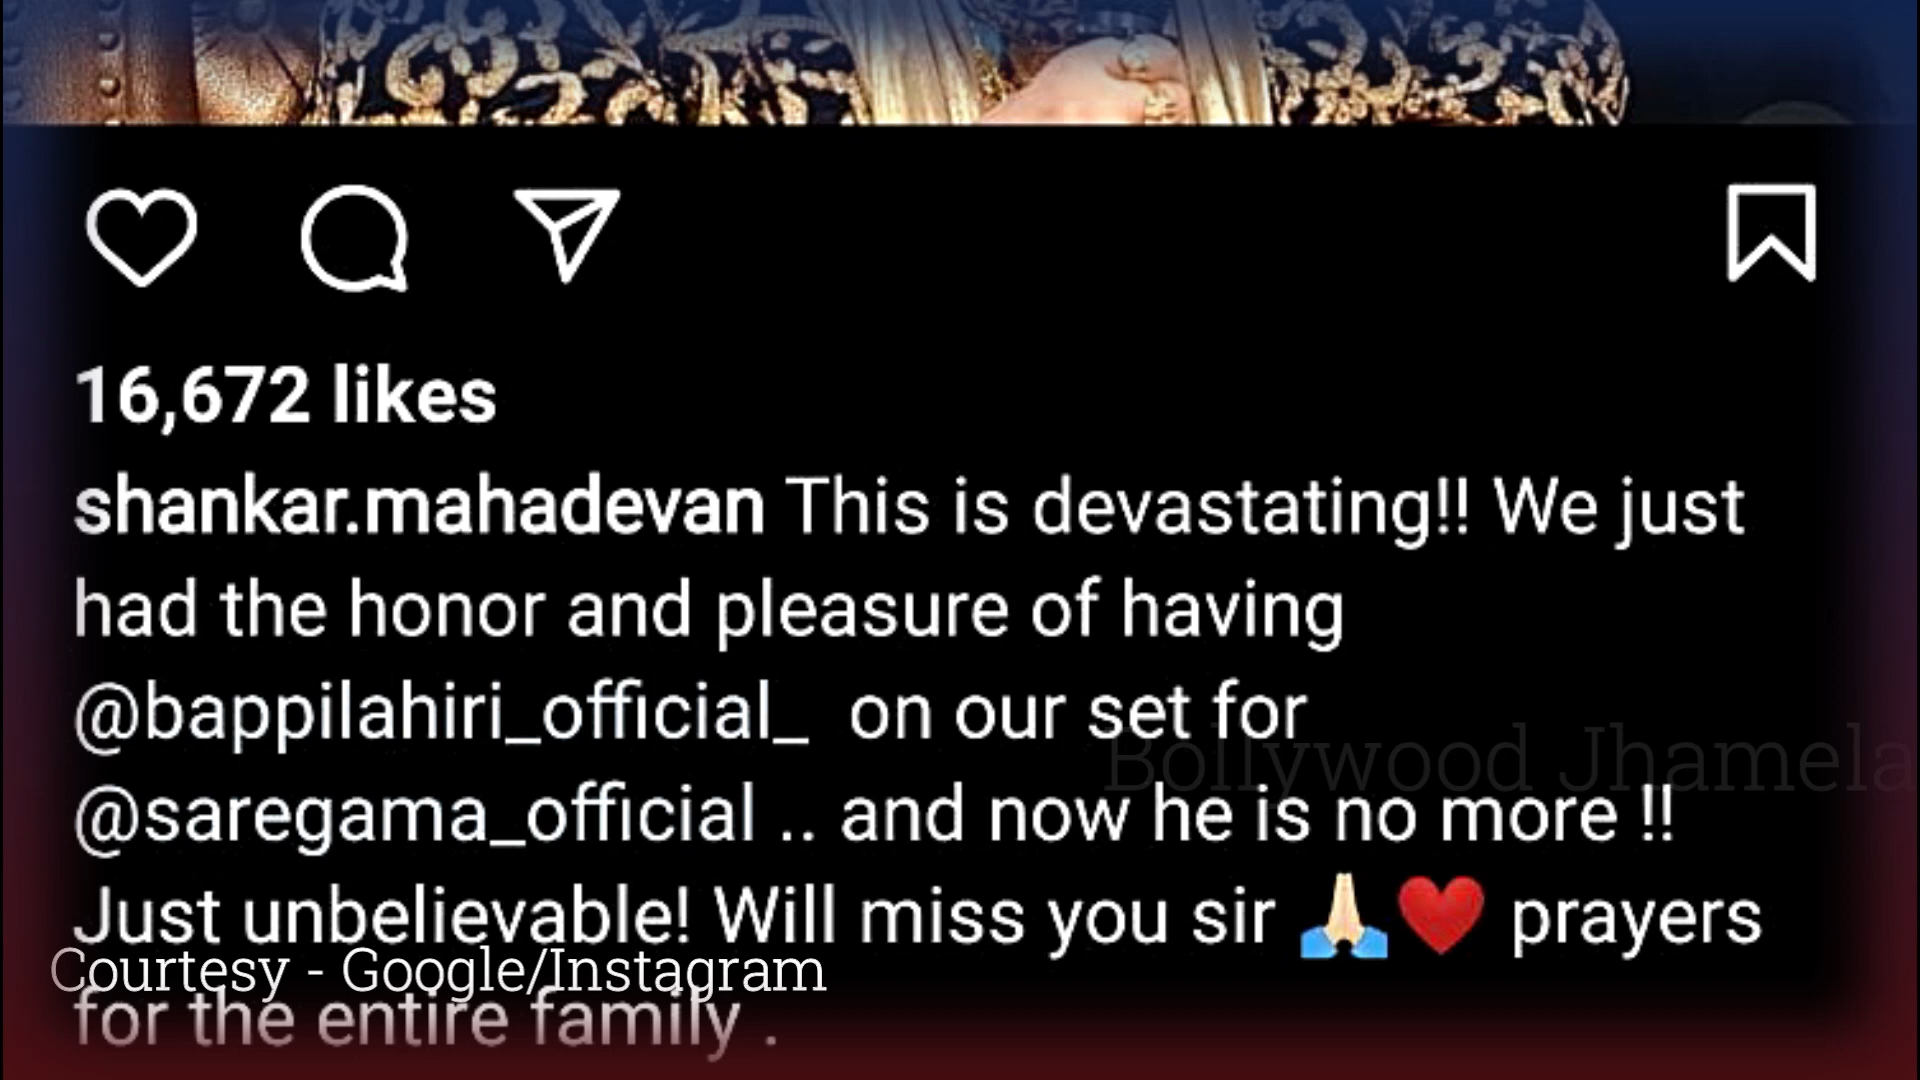 16,672 likes
shankar.mahadevan This is devastating!! We just
had the honor and pleasure of having
@bappilahiri_official_ on our set for
Bollywood Jhamela
@saregama_official .. and now he is no more !!
Just unbelievable! Will miss you sir 🙏🏻❤️ prayers
Courtesy - Google/Instagram
for the entire family .